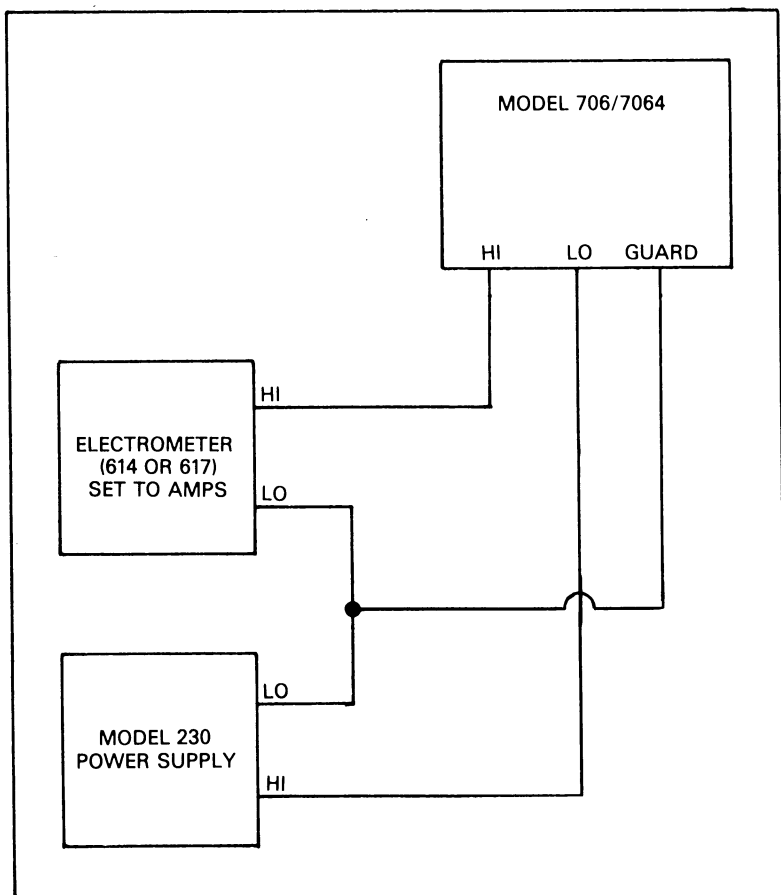 MODEL 706/7064
HI LO GUARD
HI
ELECTROMETER
(614 OR 617)
SET TO AMPS
LO
LO
MODEL 230
POWER SUPPLY
HI